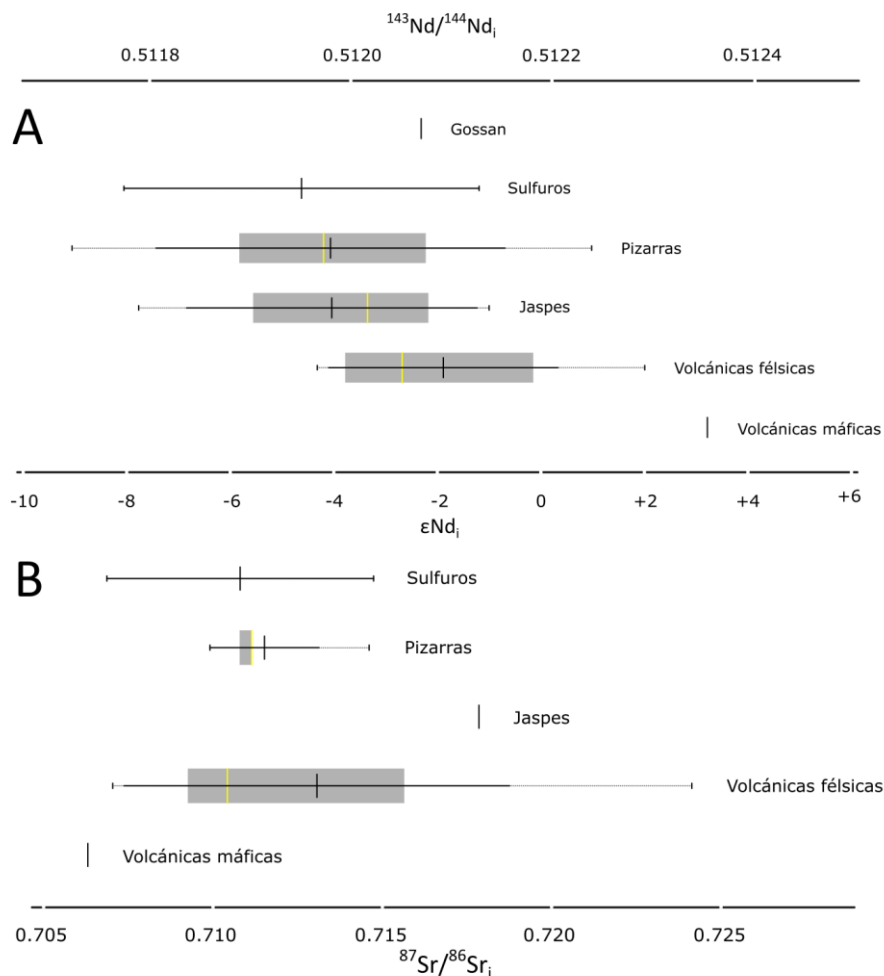 ¹⁴³Nd/¹⁴⁴Ndᵢ
0.5118 0.5120 0.5122 0.5124
A
Gossan
Sulfuros
Pizarras
Jaspes
Volcánicas félsicas
Volcánicas máficas
-10 -8 -6 -4 -2 0 +2 +4 +6
εNdᵢ
B
Sulfuros
Pizarras
Jaspes
Volcánicas félsicas
Volcánicas máficas
0.705 0.710 0.715 0.720 0.725
⁸⁷Sr/⁸⁶Srᵢ